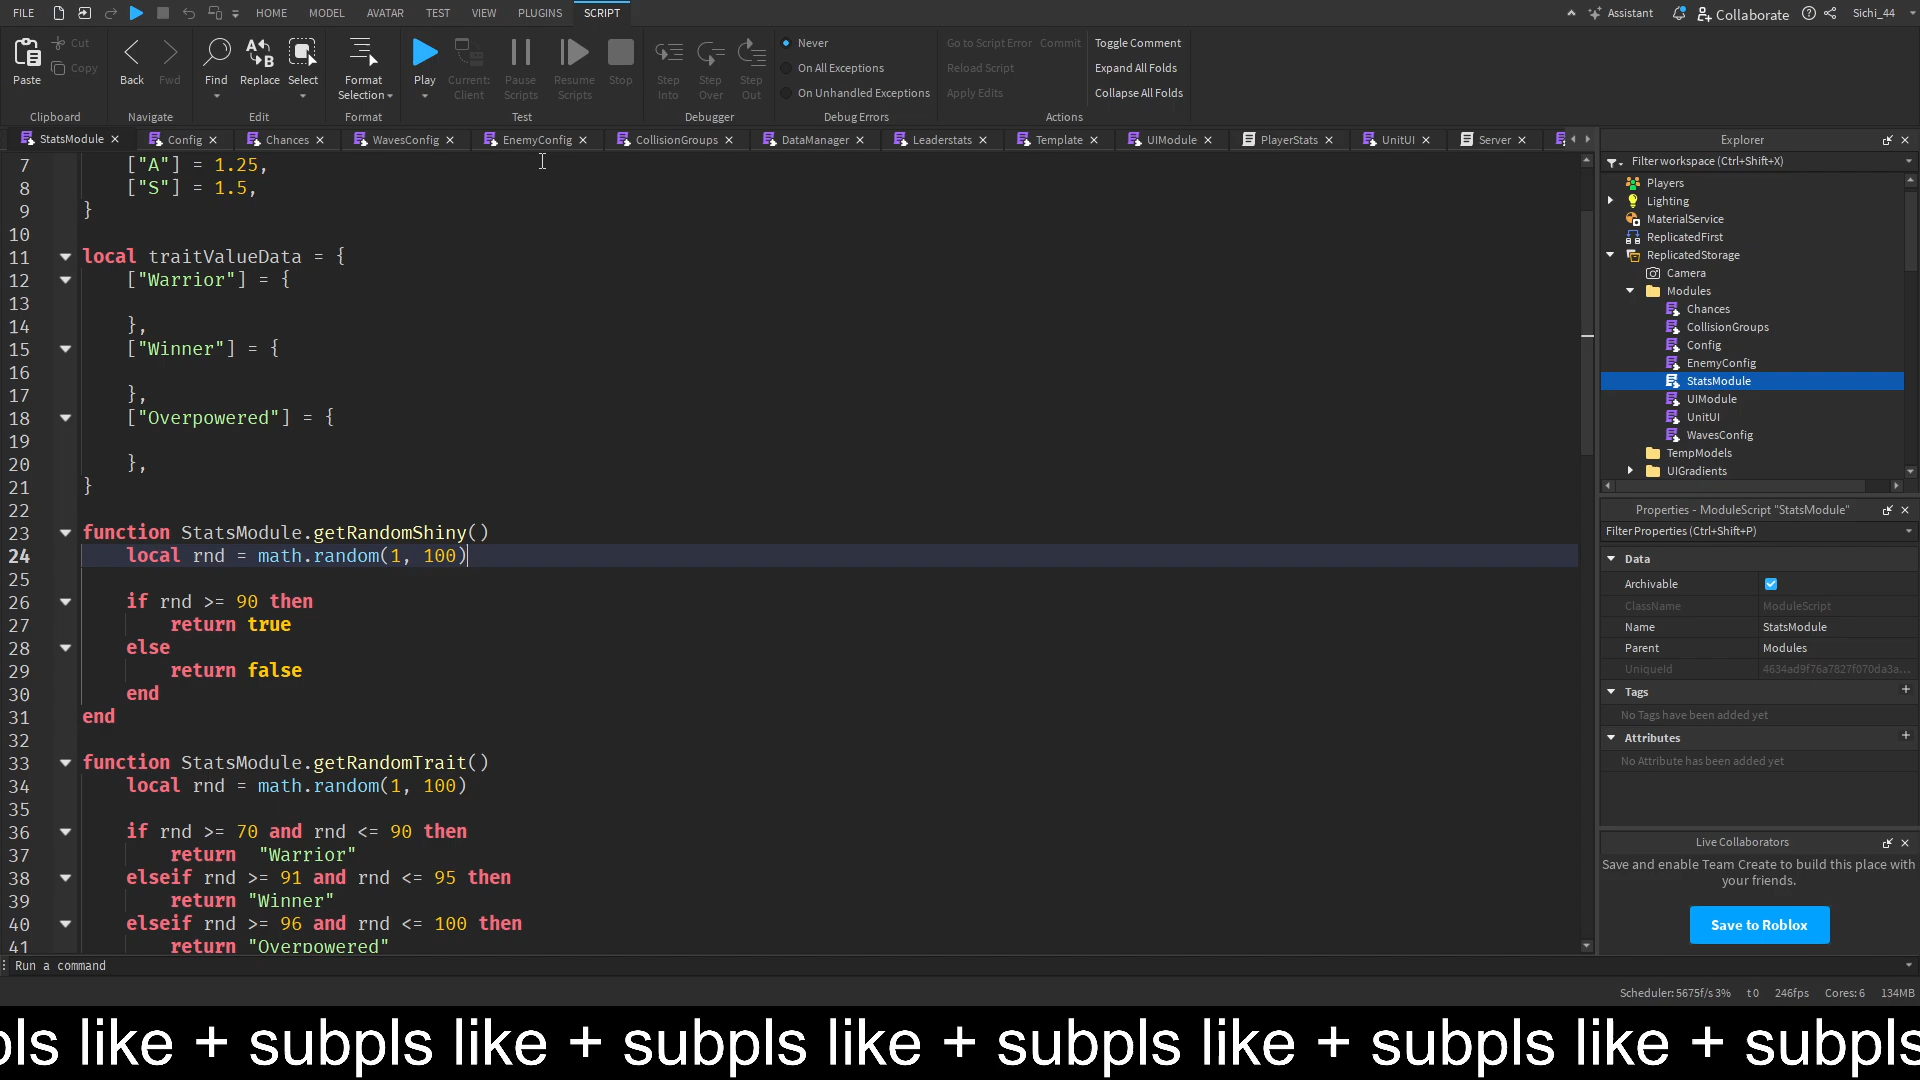 FILE HOME MODEL AVATAR TEST VIEW PLUGINS SCRIPT Assistant Collaborate Sichi_44
Paste Cut Copy Back Fwd Find Replace Select Format Selection Play Current: Client Pause Scripts Resume Scripts Stop Step Into Step Over Step Out
Never Go to Script Error Commit Toggle Comment
On All Exceptions Reload Script Expand All Folds
On Unhandled Exceptions Apply Edits Collapse All Folds
Clipboard Navigate Edit Format Test Debugger Debug Errors Actions
StatsModule Config Chances WavesConfig EnemyConfig CollisionGroups DataManager Leaderstats Template UIModule PlayerStats UnitUI Server
7 ["A"] = 1.25,
8 ["S"] = 1.5,
9 }
10
11 local traitValueData = {
12 ["Warrior"] = {
13
14 },
15 ["Winner"] = {
16
17 },
18 ["Overpowered"] = {
19
20 },
21 }
22
23 function StatsModule.getRandomShiny()
24 local rnd = math.random(1, 100)
25
26 if rnd >= 90 then
27 return true
28 else
29 return false
30 end
31 end
32
33 function StatsModule.getRandomTrait()
34 local rnd = math.random(1, 100)
35
36 if rnd >= 70 and rnd <= 90 then
37 return  "Warrior"
38 elseif rnd >= 91 and rnd <= 95 then
39 return "Winner"
40 elseif rnd >= 96 and rnd <= 100 then
41 return "Overpowered"
Explorer
Filter workspace (Ctrl+Shift+X)
Players
Lighting
MaterialService
ReplicatedFirst
ReplicatedStorage
Camera
Modules
Chances
CollisionGroups
Config
EnemyConfig
StatsModule
UIModule
UnitUI
WavesConfig
TempModels
UIGradients
Properties - ModuleScript "StatsModule"
Filter Properties (Ctrl+Shift+P)
Data
Archivable
ClassName ModuleScript
Name StatsModule
Parent Modules
UniqueId 4634ad9f76a7827f070da3a...
Tags +
No Tags have been added yet
Attributes +
No Attribute has been added yet
Live Collaborators
Save and enable Team Create to build this place with
your friends.
Save to Roblox
Run a command
Scheduler: 5675f/s 3% t0 246fps Cores: 6 134MB
pls like + subpls like + subpls like + subpls like + subpls like + subpls